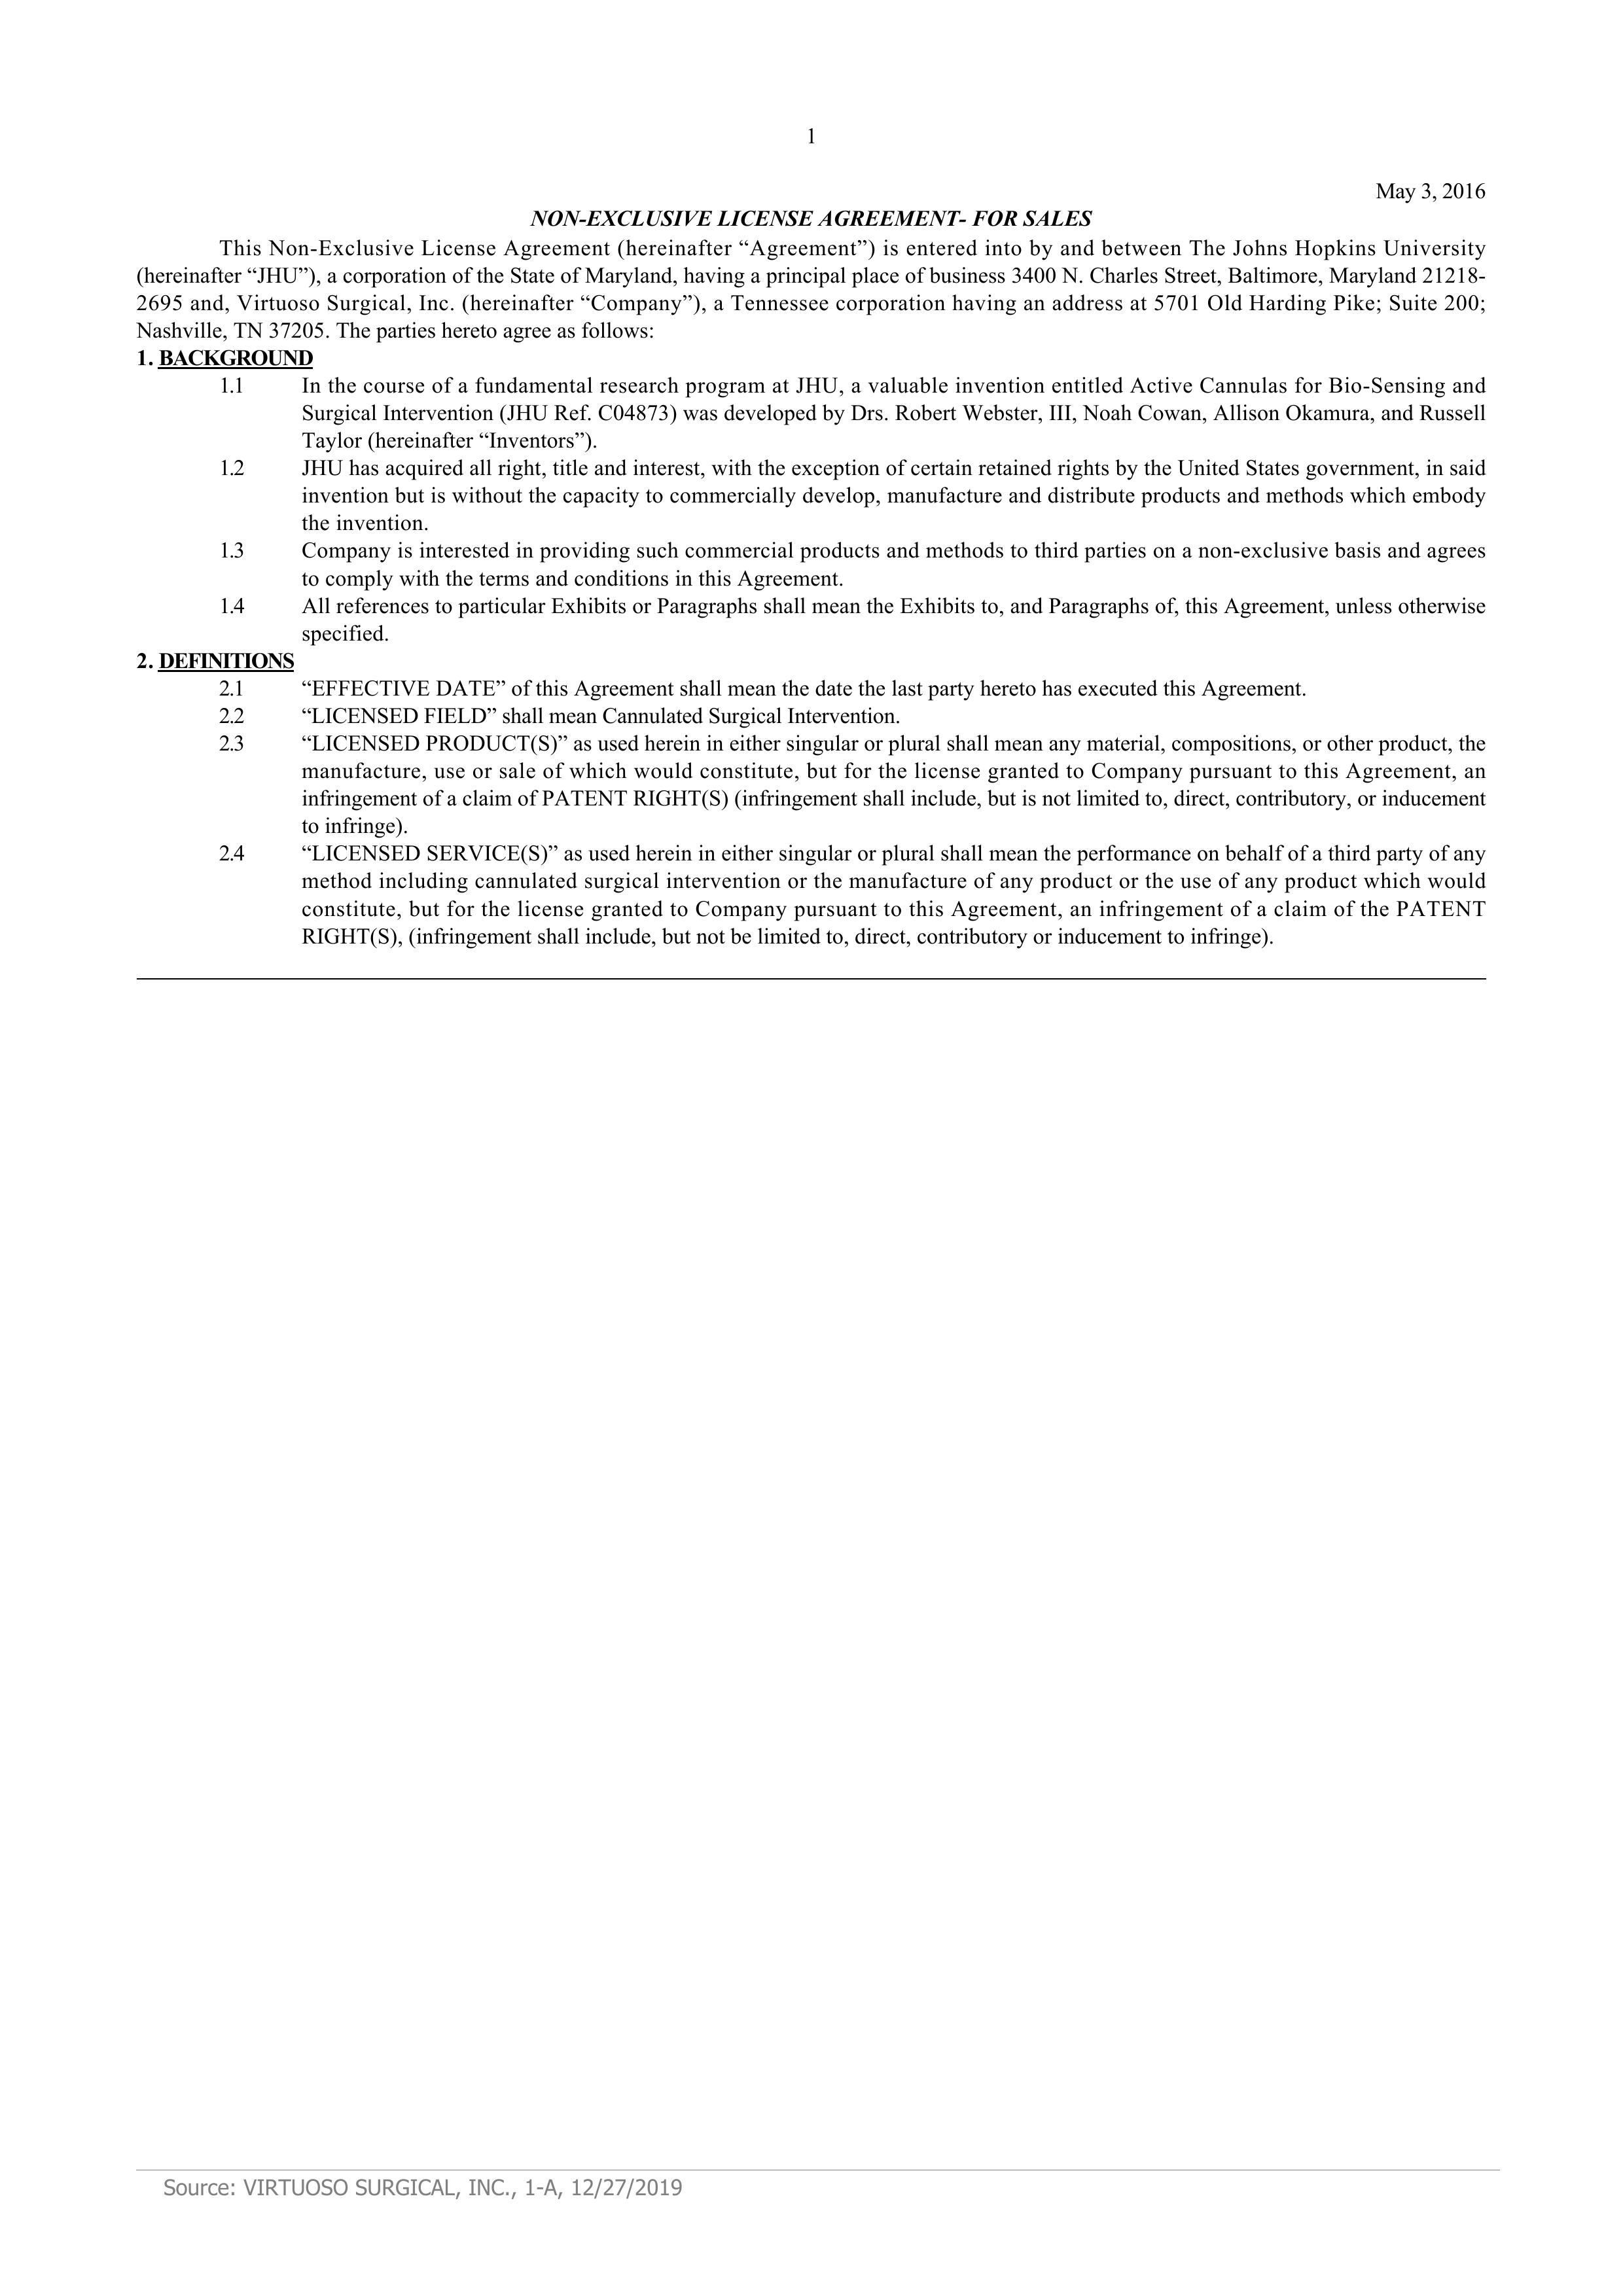 1
May 3, 2016
NON-EXCLUSIVE LICENSE AGREEMENT- FOR SALES
This Non-Exclusive License Agreement (hereinafter “Agreement”) is entered into by and between The Johns Hopkins University
(hereinafter “JHU”), a corporation of the State of Maryland, having a principal place of business 3400 N. Charles Street, Baltimore, Maryland 21218-
2695 and, Virtuoso Surgical, Inc. (hereinafter “Company”), a Tennessee corporation having an address at 5701 Old Harding Pike; Suite 200;
Nashville, TN 37205. The parties hereto agree as follows:
1. BACKGROUND
1.1 In the course of a fundamental research program at JHU, a valuable invention entitled Active Cannulas for Bio-Sensing and
Surgical Intervention (JHU Ref. C04873) was developed by Drs. Robert Webster, III, Noah Cowan, Allison Okamura, and Russell
Taylor (hereinafter “Inventors”).
1.2 JHU has acquired all right, title and interest, with the exception of certain retained rights by the United States government, in said
invention but is without the capacity to commercially develop, manufacture and distribute products and methods which embody
the invention.
1.3 Company is interested in providing such commercial products and methods to third parties on a non-exclusive basis and agrees
to comply with the terms and conditions in this Agreement.
1.4 All references to particular Exhibits or Paragraphs shall mean the Exhibits to, and Paragraphs of, this Agreement, unless otherwise
specified.
2. DEFINITIONS
2.1 “EFFECTIVE DATE” of this Agreement shall mean the date the last party hereto has executed this Agreement.
2.2 “LICENSED FIELD” shall mean Cannulated Surgical Intervention.
2.3 “LICENSED PRODUCT(S)” as used herein in either singular or plural shall mean any material, compositions, or other product, the
manufacture, use or sale of which would constitute, but for the license granted to Company pursuant to this Agreement, an
infringement of a claim of PATENT RIGHT(S) (infringement shall include, but is not limited to, direct, contributory, or inducement
to infringe).
2.4 “LICENSED SERVICE(S)” as used herein in either singular or plural shall mean the performance on behalf of a third party of any
method including cannulated surgical intervention or the manufacture of any product or the use of any product which would
constitute, but for the license granted to Company pursuant to this Agreement, an infringement of a claim of the PATENT
RIGHT(S), (infringement shall include, but not be limited to, direct, contributory or inducement to infringe).
Source: VIRTUOSO SURGICAL, INC., 1-A, 12/27/2019